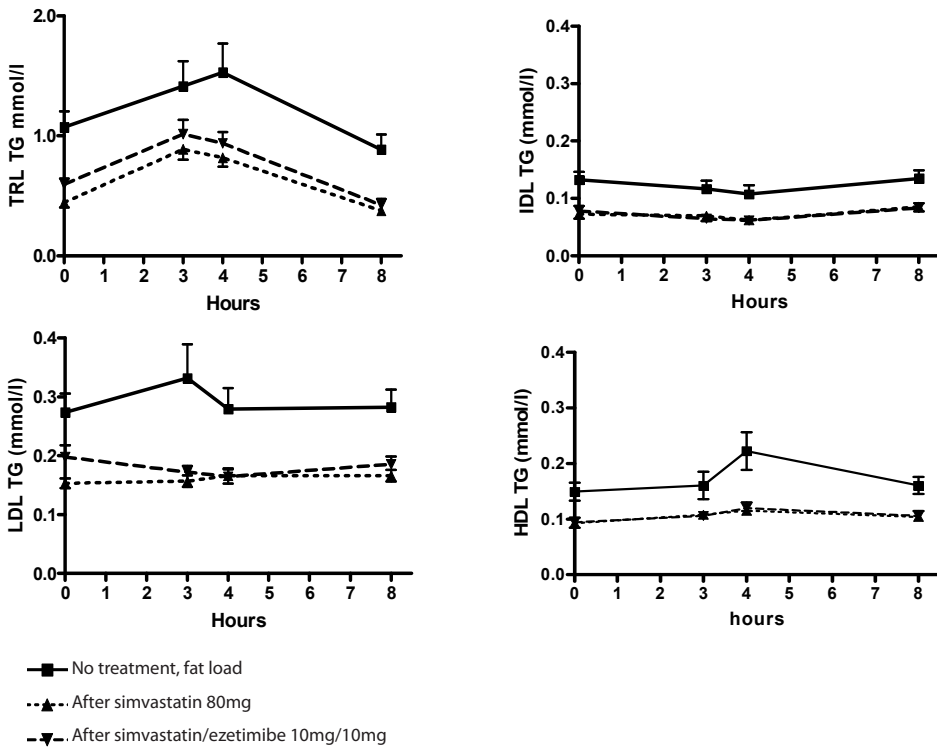 TRL TG mmol/l
2.0
1.0
0.0
0 1 2 3 4 5 6 7 8
Hours
IDL TG (mmol/l)
0.4
0.3
0.2
0.1
0.0
0 1 2 3 4 5 6 7 8
Hours
LDL TG (mmol/l)
0.4
0.3
0.2
0.1
0.0
0 1 2 3 4 5 6 7 8
Hours
HDL TG (mmol/l)
0.4
0.3
0.2
0.1
0.0
0 1 2 3 4 5 6 7 8
hours
No treatment, fat load
After simvastatin 80mg
After simvastatin/ezetimibe 10mg/10mg